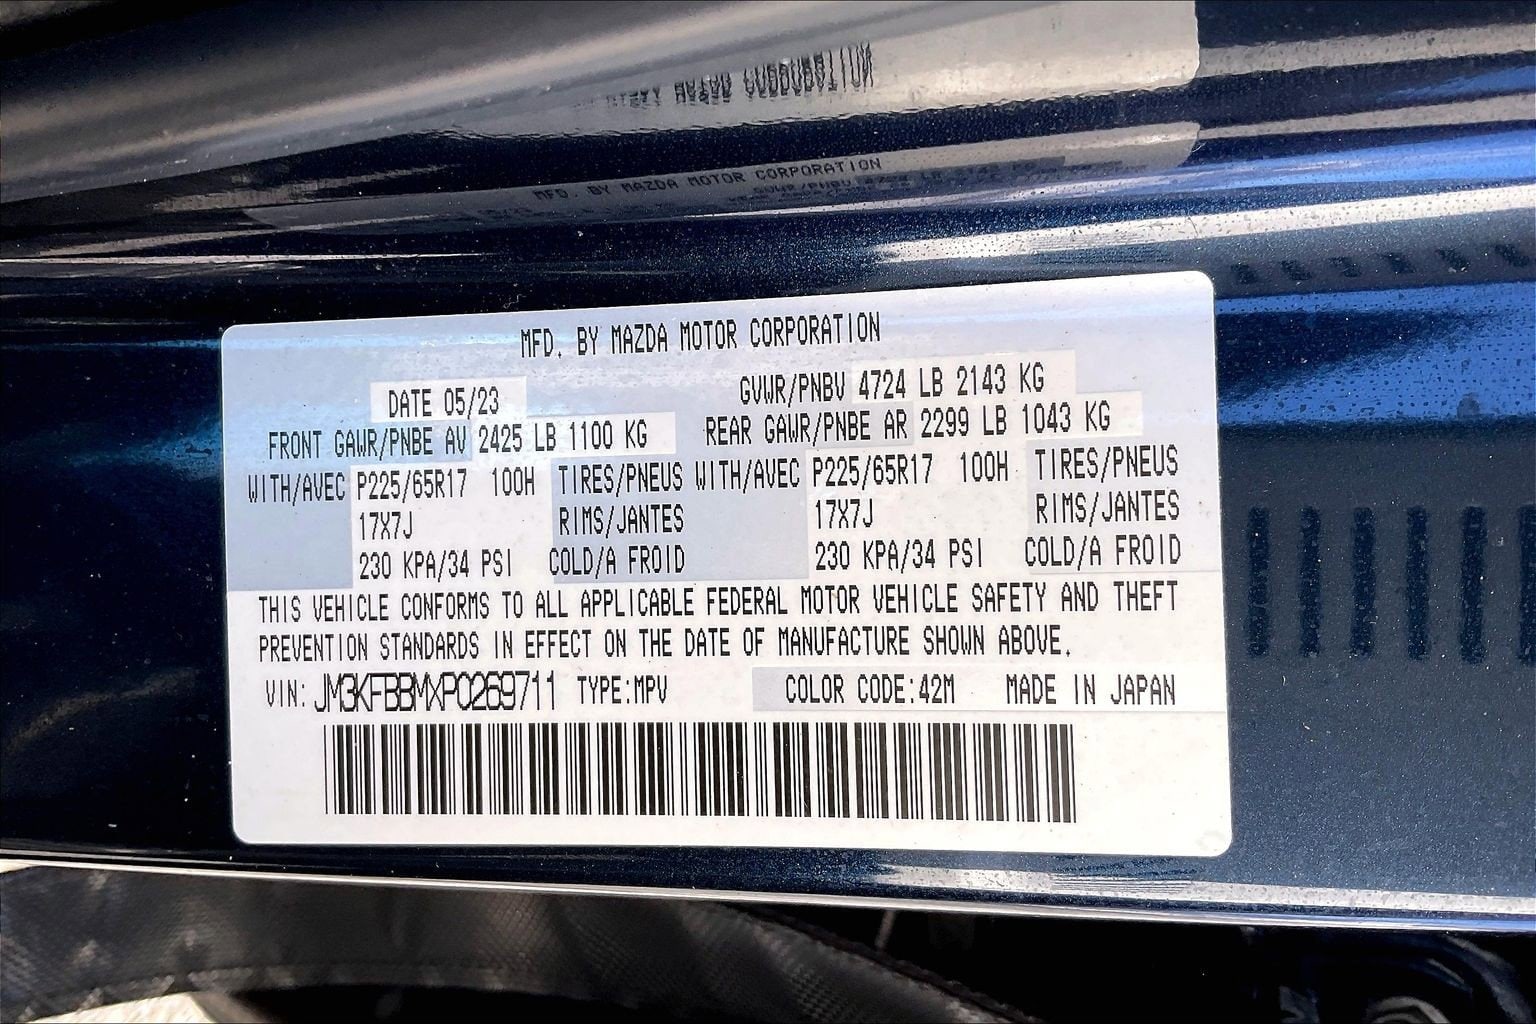 MFD. BY MAZDA MOTOR CORPORATION
MFD. BY MAZDA MOTOR CORPORATION
DATE 05/23 GVWR/PNBV 4724 LB 2143 KG
FRONT GAWR/PNBE AV 2425 LB 1100 KG REAR GAWR/PNBE AR 2299 LB 1043 KG
WITH/AVEC P225/65R17 100H TIRES/PNEUS WITH/AVEC P225/65R17 100H TIRES/PNEUS
17X7J RIMS/JANTES 17X7J RIMS/JANTES
230 KPA/34 PSI COLD/A FROID 230 KPA/34 PSI COLD/A FROID
THIS VEHICLE CONFORMS TO ALL APPLICABLE FEDERAL MOTOR VEHICLE SAFETY AND THEFT
PREVENTION STANDARDS IN EFFECT ON THE DATE OF MANUFACTURE SHOWN ABOVE.
VIN: JM3KFBBMXP0269711 TYPE:MPV COLOR CODE:42M MADE IN JAPAN